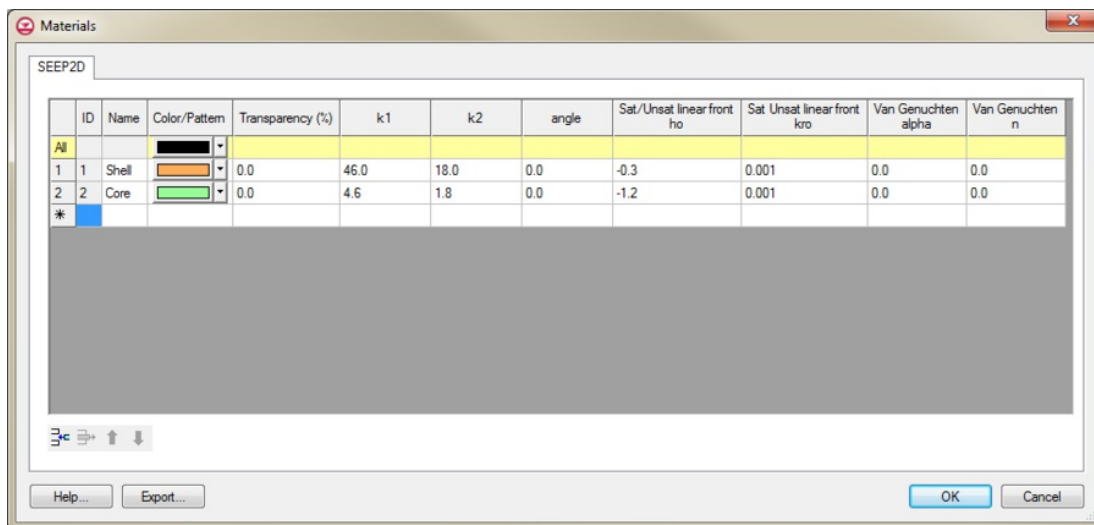 Materials
SEEP2D
ID Name Color/Pattern Transparency (%) k1 k2 angle Sat/Unsat linear front ho Sat Unsat linear front kro Van Genuchten alpha Van Genuchten n
All
1 1 Shell 0.0 46.0 18.0 0.0 -0.3 0.001 0.0 0.0
2 2 Core 0.0 4.6 1.8 0.0 -1.2 0.001 0.0 0.0
*
Help... Export... OK Cancel